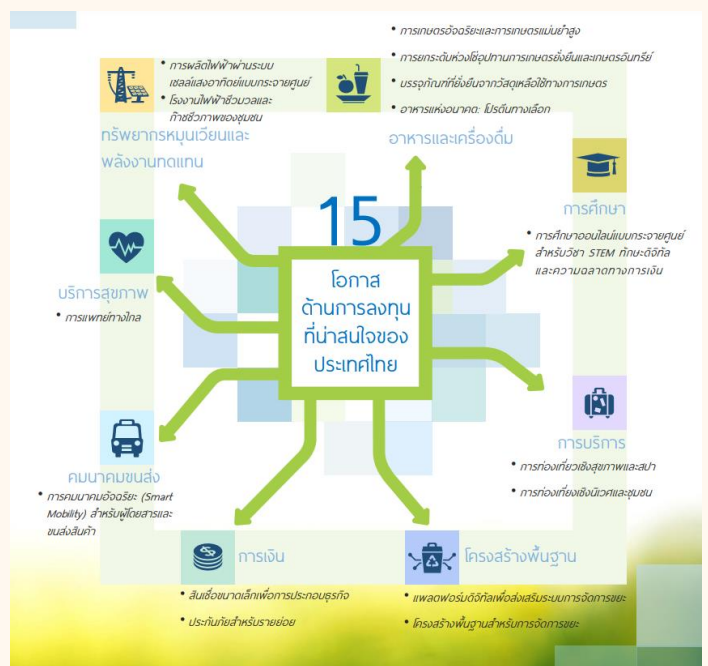 • การเกษตรอัจฉริยะและการเกษตรแม่นยำสูง
• การยกระดับห่วงโซ่อุปทานการเกษตรยั่งยืนและเกษตรอินทรีย์
• บรรจุภัณฑ์ที่ยั่งยืนจากวัสดุเหลือใช้ทางการเกษตร
• อาหารแห่งอนาคต: โปรตีนทางเลือก
อาหารและเครื่องดื่ม
• การผลิตไฟฟ้าผ่านระบบ
เซลล์แสงอาทิตย์แบบกระจายศูนย์
• โรงงานไฟฟ้าชีวมวลและ
ก๊าซชีวภาพของชุมชน
ทรัพยากรหมุนเวียนและ
พลังงานทดแทน
การศึกษา
• การศึกษาออนไลน์แบบกระจายศูนย์
สำหรับวิชา STEM ทักษะดิจิทัล
และความฉลาดทางการเงิน
15
โอกาส
ด้านการลงทุน
ที่น่าสนใจของ
ประเทศไทย
บริการสุขภาพ
• การแพทย์ทางไกล
การบริการ
• การท่องเที่ยวเชิงสุขภาพและสปา
• การท่องเที่ยงเชิงนิเวศและชุมชน
คมนาคมขนส่ง
• การคมนาคมอัจฉริยะ (Smart
Mobility) สำหรับผู้โดยสารและ
ขนส่งสินค้า
การเงิน
• สินเชื่อขนาดเล็กเพื่อการประกอบธุรกิจ
• ประกันภัยสำหรับรายย่อย
โครงสร้างพื้นฐาน
• แพลตฟอร์มดิจิทัลเพื่อส่งเสริมระบบการจัดการขยะ
• โครงสร้างพื้นฐานสำหรับการจัดการขยะ